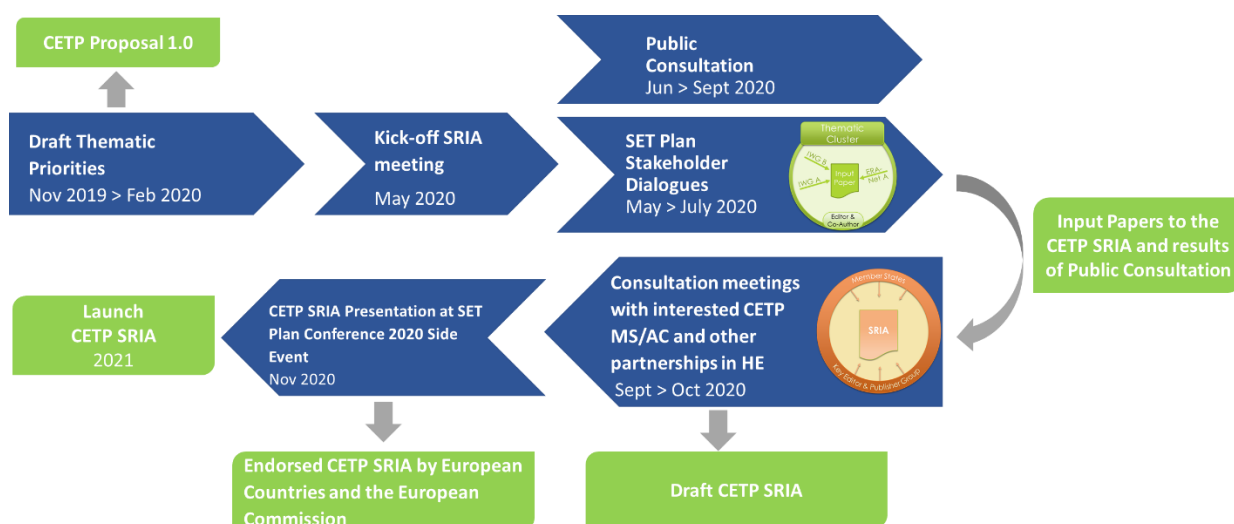 CETP Proposal 1.0
Public
Consultation
Jun > Sept 2020
Draft Thematic
Priorities
Nov 2019 > Feb 2020
Kick-off SRIA
meeting
May 2020
SET Plan
Stakeholder
Dialogues
May > July 2020
Thematic
Cluster
IWG B
IWG A
Input
Paper
ERA-
Net A
Editor &
Co-Author
Input Papers to the
CETP SRIA and results
of Public Consultation
Consultation meetings
with interested CETP
MS/AC and other
partnerships in HE
Sept > Oct 2020
Member States
SRIA
Key Editor & Publisher Group
CETP SRIA Presentation at SET
Plan Conference 2020 Side
Event
Nov 2020
Launch
CETP SRIA
2021
Endorsed CETP SRIA by European
Countries and the European
Commission
Draft CETP SRIA